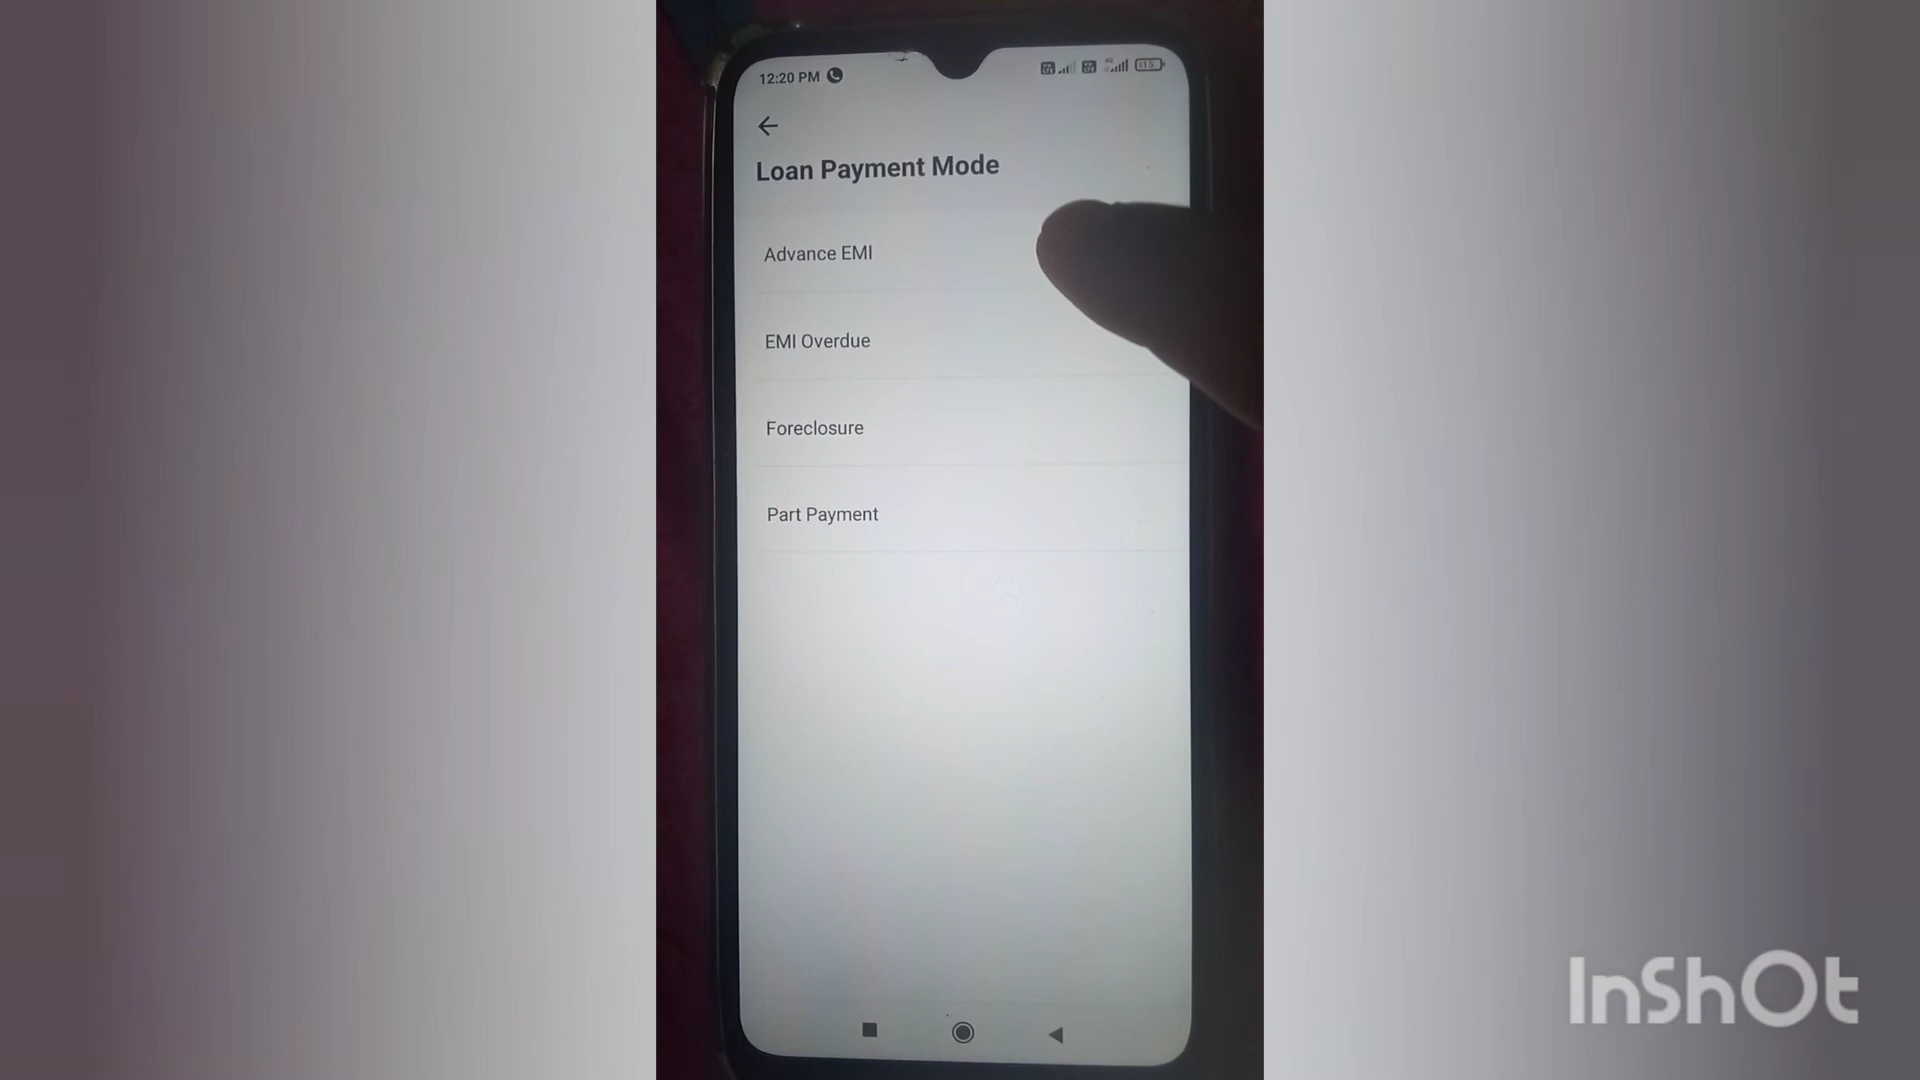 12:20 PM
Loan Payment Mode
Advance EMI
EMI Overdue
Foreclosure
Part Payment
InShOt